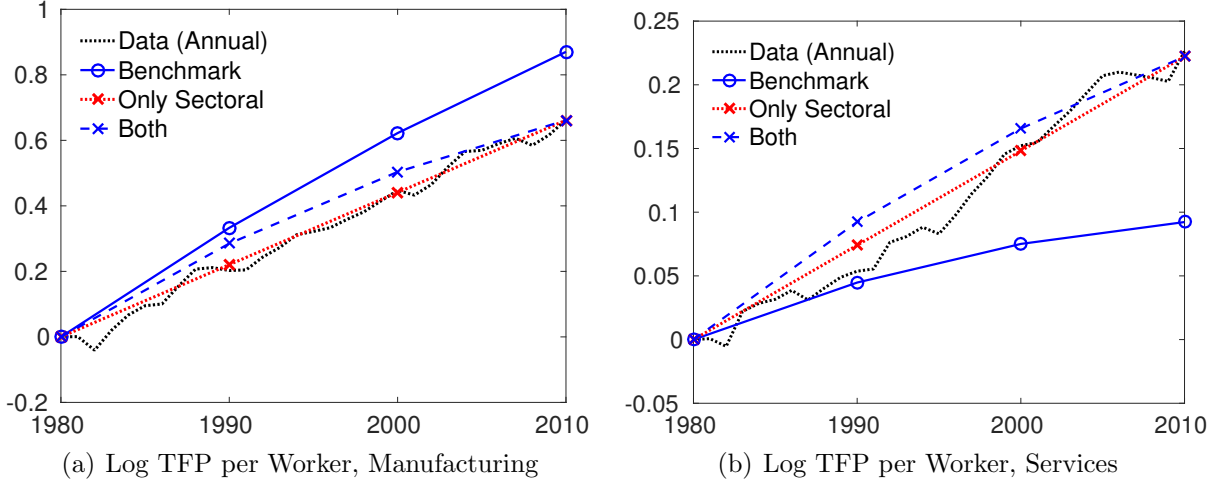 1
0.8
0.6
0.4
0.2
0
-0.2
1980 1990 2000 2010
Data (Annual)
Benchmark
Only Sectoral
Both
(a) Log TFP per Worker, Manufacturing
0.25
0.2
0.15
0.1
0.05
0
-0.05
1980 1990 2000 2010
Data (Annual)
Benchmark
Only Sectoral
Both
(b) Log TFP per Worker, Services